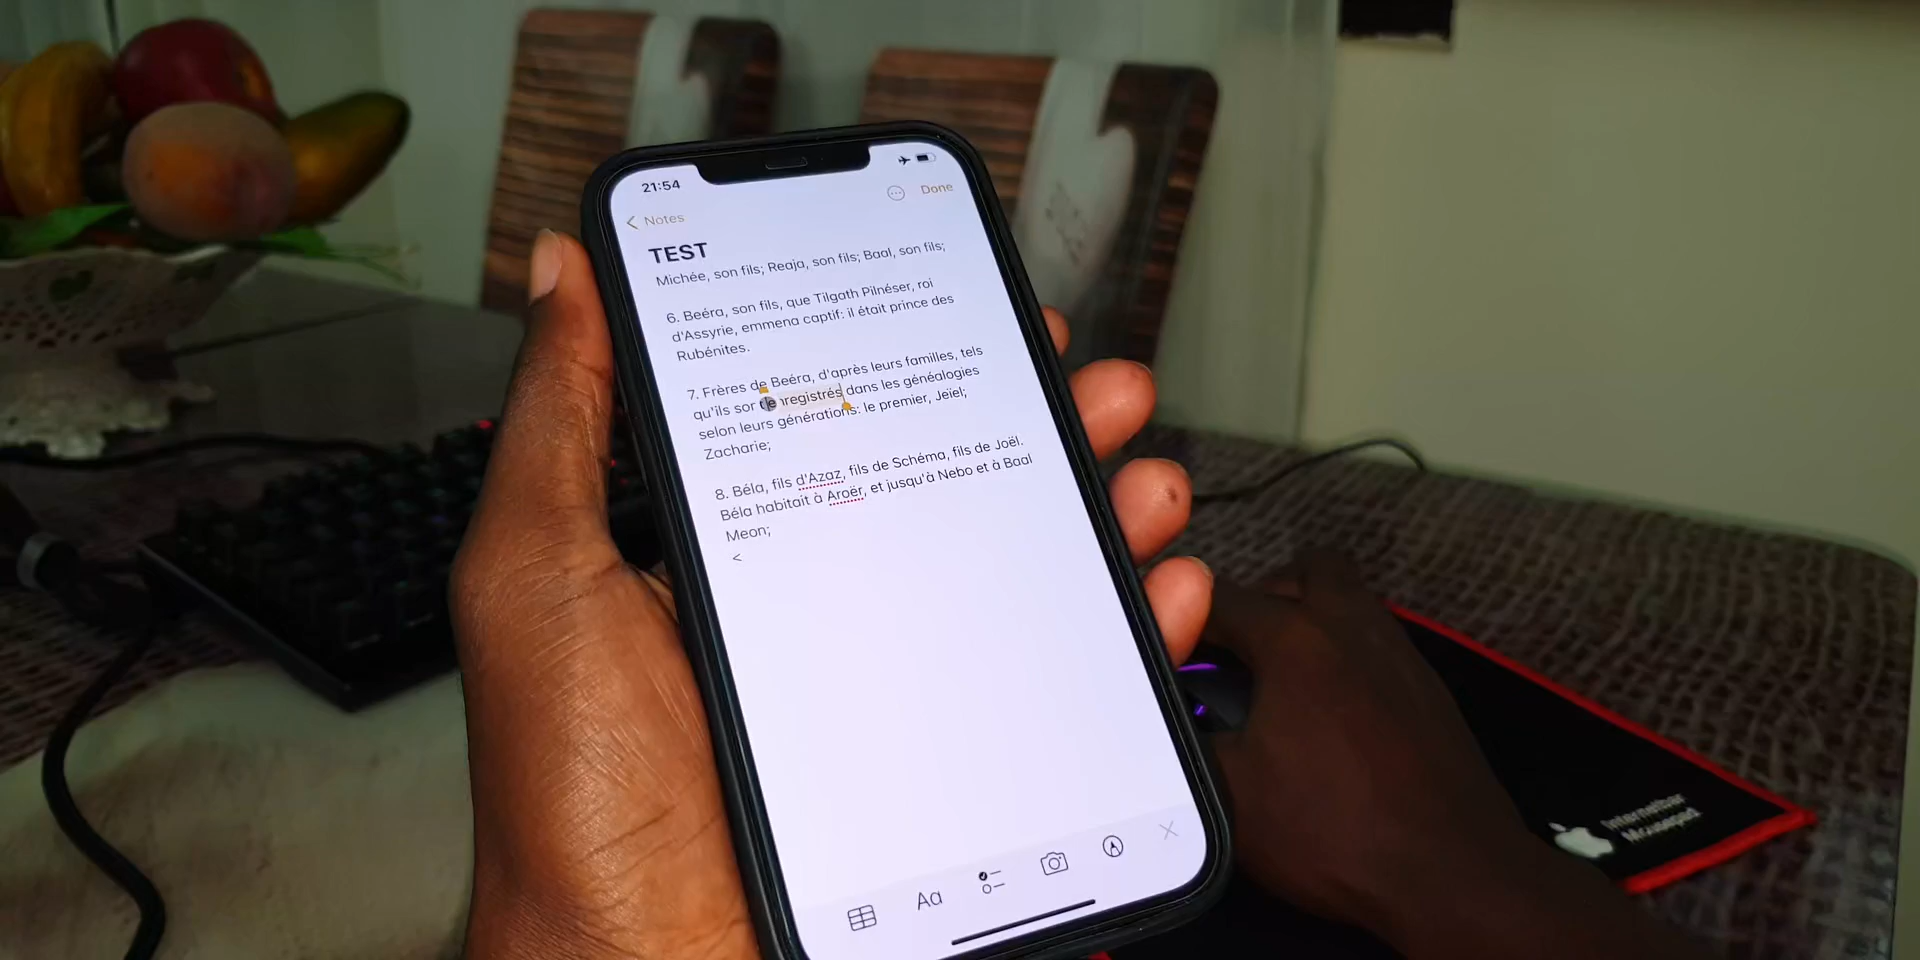 21:54
Notes
Done
TEST
Michée, son fils; Reaja, son fils; Baal, son fils;
6. Beéra, son fils, que Tilgath Pilnéser, roi
d'Assyrie, emmena captif: il était prince des
Rubénites.
7. Frères de Beéra, d'après leurs familles, tels
qu'ils sor enregistrés dans les généalogies
selon leurs générations: le premier, Jeïel;
Zacharie;
8. Béla, fils d'Azaz, fils de Schéma, fils de Joël.
Béla habitait à Aroër, et jusqu'à Nebo et à Baal
Meon;
<
Aa
Internetbar
Mousepad